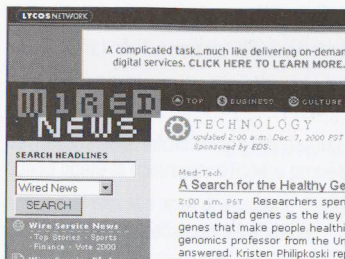 LYCOS NETWORK
A complicated task...much like delivering on-deman
digital services. CLICK HERE TO LEARN MORE.
WIRED
NEWS
TOP BUSINESS CULTURE
TECHNOLOGY
updated 2:00 a.m. Dec. 7, 2000 PST
Sponsored by EDS.
SEARCH HEADLINES
Wired News
SEARCH
Med-Tech
A Search for the Healthy Ge
2:00 a.m. PST Researchers spen
mutated bad genes as the key
genes that make people healthi
genomics professor from the Un
answered. Kristen Philipkoski rep
Wire Service News
Top Stories · Sports
Finance · Vote 2000